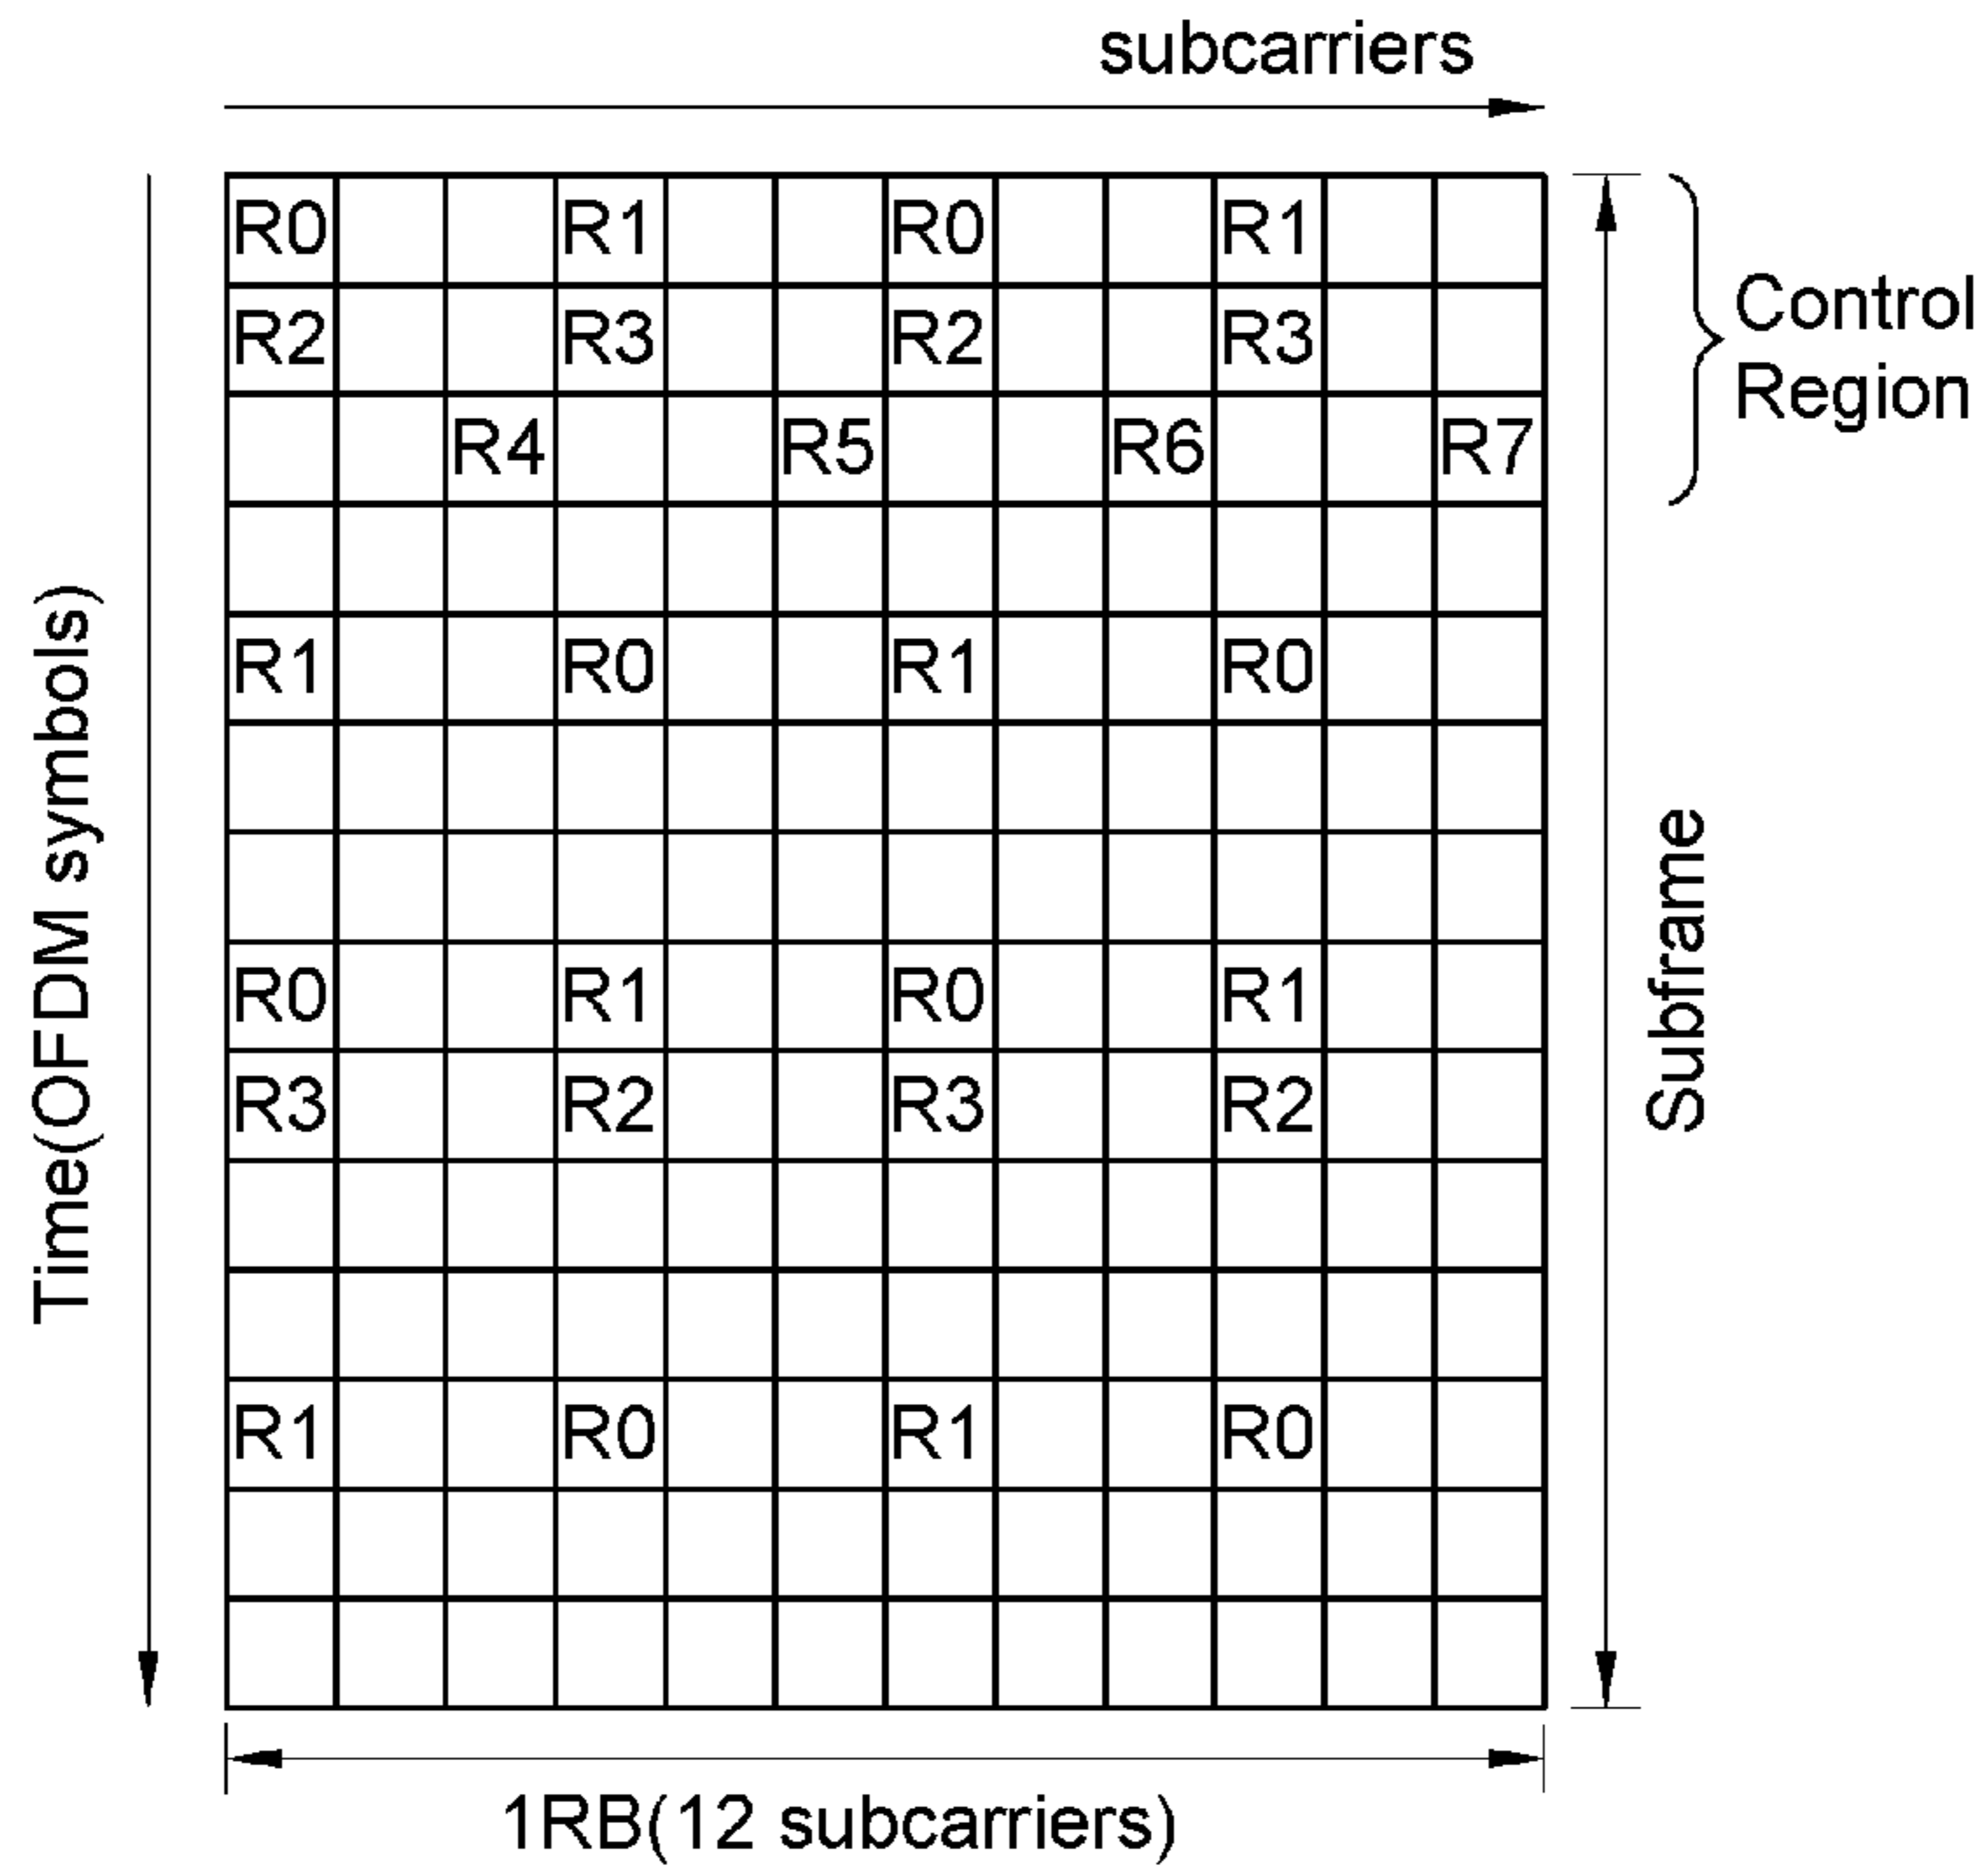 subcarriers
R0 R1 R0 R1
R2 R3 R2 R3
Control
Region
R4 R5 R6 R7
R1 R0 R1 R0
Time(OFDM symbols)
Subframe
R0 R1 R0 R1
R3 R2 R3 R2
R1 R0 R1 R0
1RB(12 subcarriers)